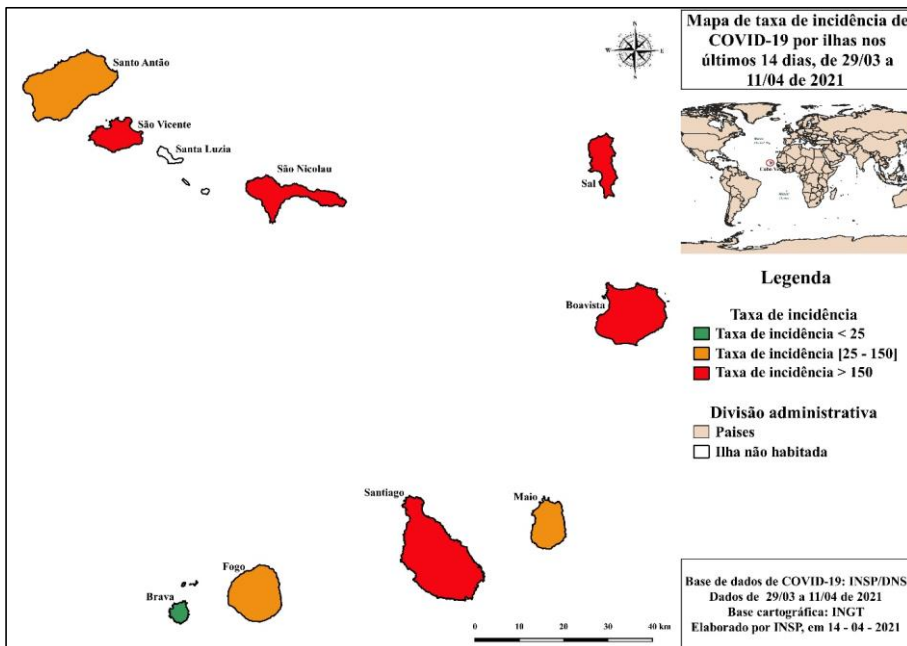 Mapa de taxa de incidência de
COVID-19 por ilhas nos
últimos 14 dias, de 29/03 a
11/04 de 2021
N
W
E
S
Santo Antão
São Vicente
Santa Luzia
São Nicolau
Sal
Boavista
Santiago
Maio
Fogo
Brava
Legenda
Taxa de incidência
Taxa de incidência < 25
Taxa de incidência [25 - 150]
Taxa de incidência > 150
Divisão administrativa
Paises
Ilha não habitada
0
10
20
30
40 km
Base de dados de COVID-19: INSP/DNS
Dados de 29/03 a 11/04 de 2021
Base cartográfica: INGT
Elaborado por INSP, em 14 - 04 - 2021